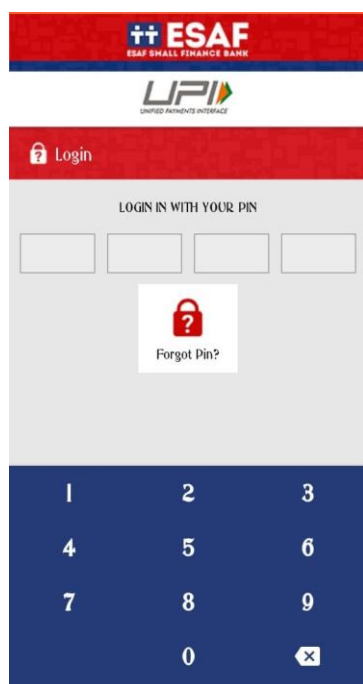 ESAF
ESAF SMALL FINANCE BANK
UPI
UNIFIED PAYMENTS INTERFACE
Login
LOGIN IN WITH YOUR PIN
Forgot Pin?
1 2 3
4 5 6
7 8 9
0